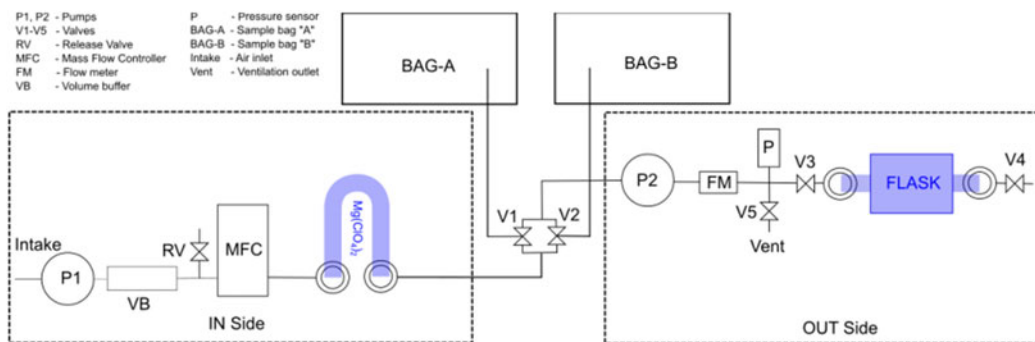 P1, P2 - Pumps
V1-V5 - Valves
RV - Release Valve
MFC - Mass Flow Controller
FM - Flow meter
VB - Volume buffer
P - Pressure sensor
BAG-A - Sample bag "A"
BAG-B - Sample bag "B"
Intake - Air inlet
Vent - Ventilation outlet
BAG-A
BAG-B
P
V3
V4
P2
FM
FLASK
V1
V2
V5
Vent
Mg(ClO₄)₂
Intake
RV
MFC
P1
VB
IN Side
OUT Side